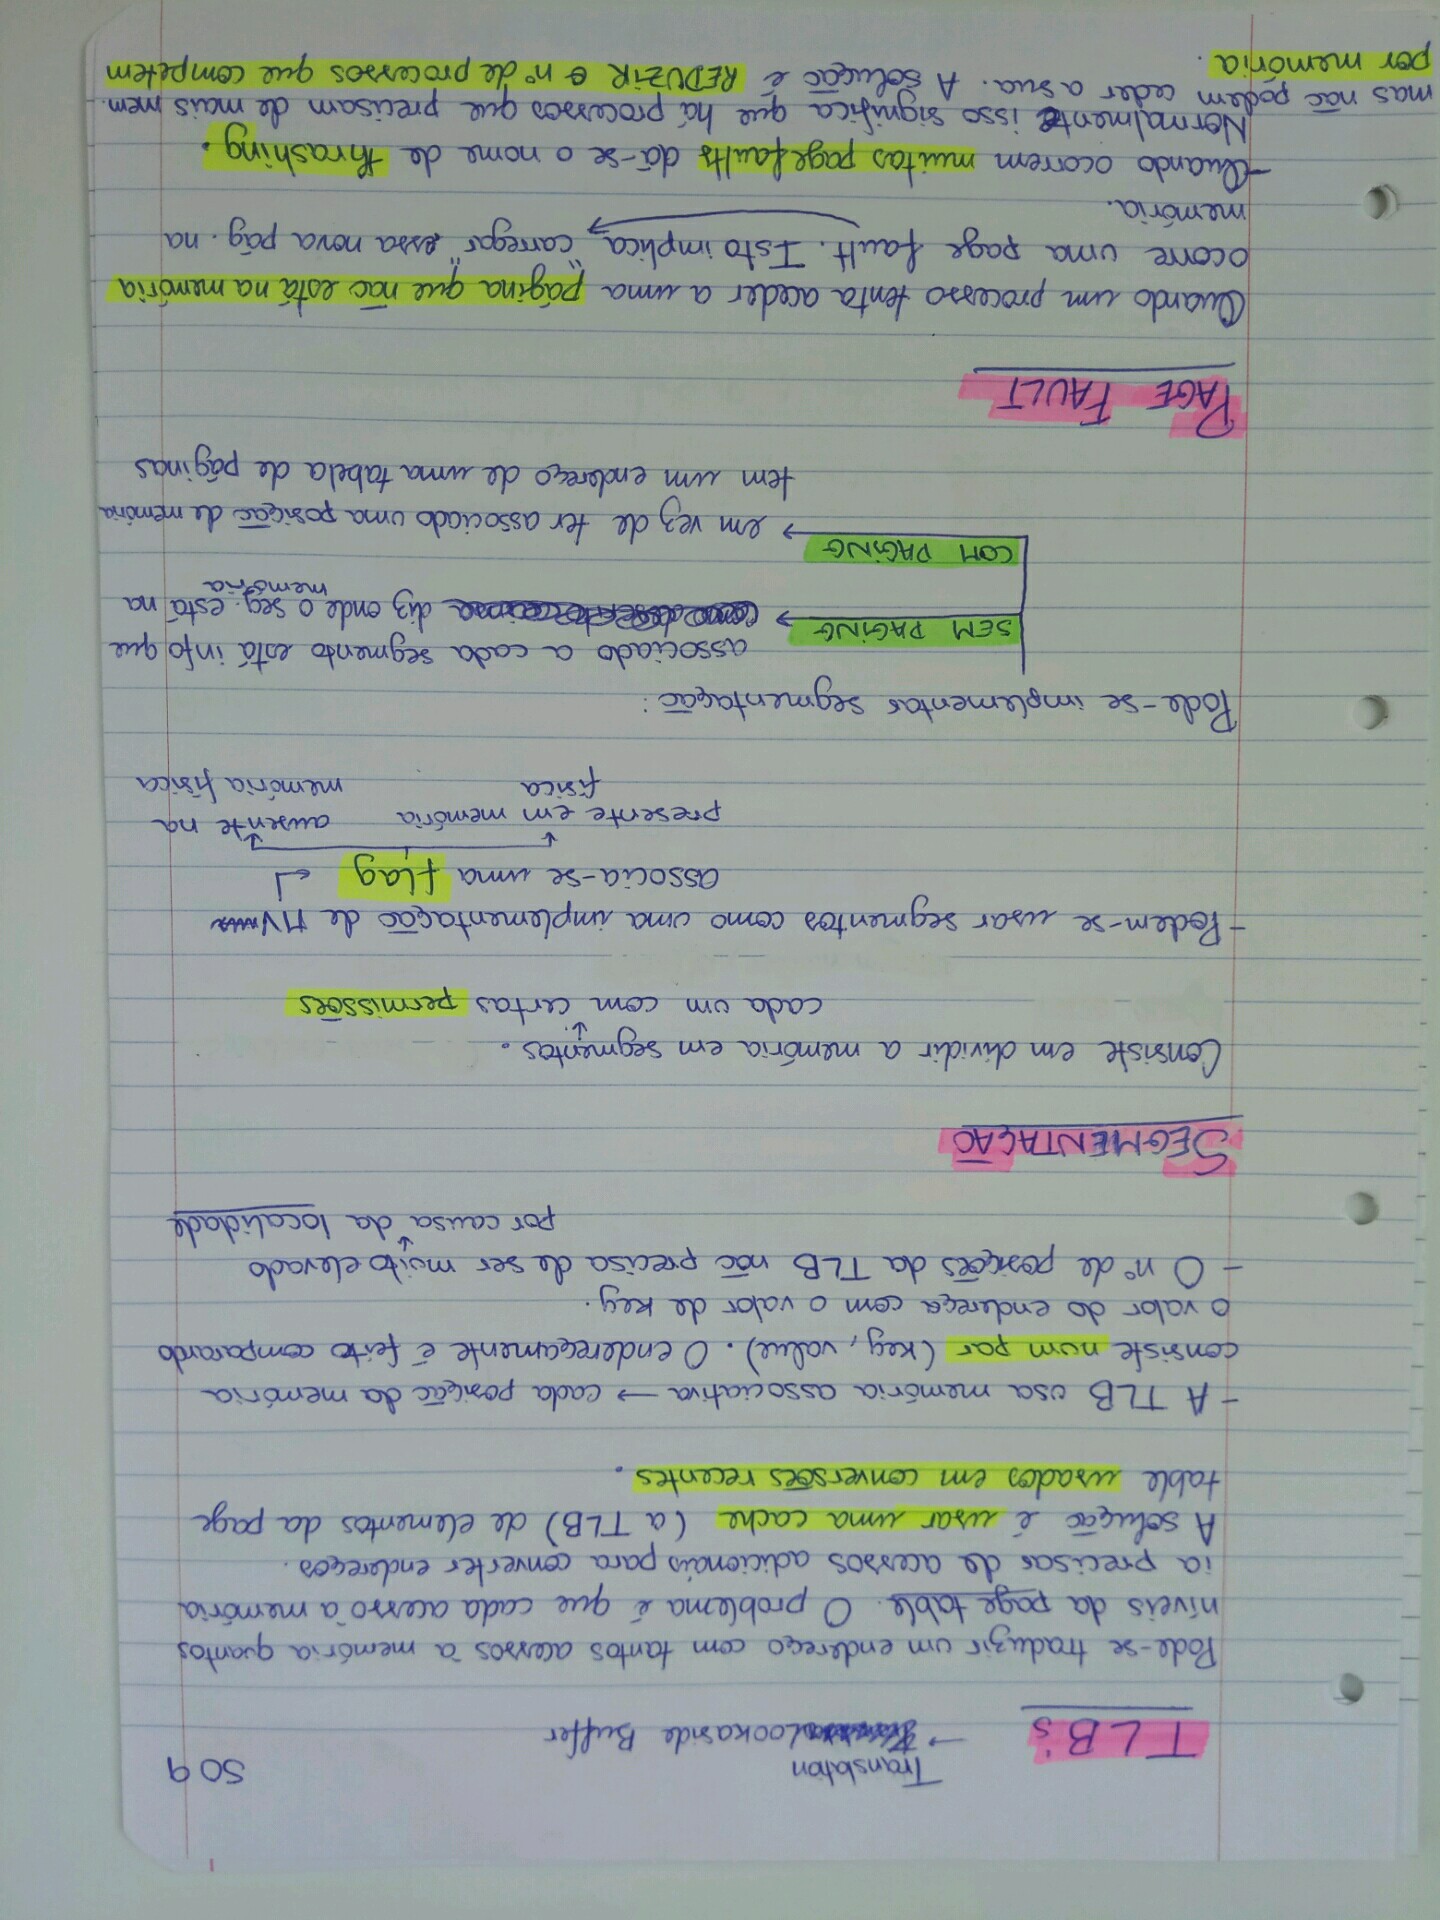 SO 9
TLB's → Translation Lookaside Buffer
Pode-se traduzir um endereço com tantos acessos à memória quantos
níveis da page table. O problema é que cada acesso à memória
ia precisar de acessos adicionais para converter endereços.
A solução é usar uma cache (a TLB) de elementos da page
table usados em conversões recentes.
- A TLB usa memória associativa → cada posição da memória
consiste num par (key, value). O endereçamente é feito comparando
o valor do endereça com o valor de key.
- O nº de posições da TLB não precisa de ser muito elevado
por causa da localidade
SEGMENTAÇÃO
Consiste em dividir a memória em segmentos.
cada um com certas permissões
- Podem-se usar segmentos como uma implementação de MV
associa-se uma flag
presente em memória ausente na
física memória física
Pode-se implementar segmentação:
associado a cada segmento está info que
SEM PAGING → diz onde o seg. está na
memória
COM PAGING →
em vez de ter associado uma posição de memória
tem um endereço de uma tabela de páginas
PAGE FAULT
Quando um processo tenta aceder a uma página que não está na memória
ocorre uma page fault. Isto implica "carregar" essa nova pág. na
memória.
- Quando ocorrem muitas page faults dá-se o nome de thrashing.
Normalmente isso significa que há processos que precisam de mais mem.
mas não podem ceder a sua. A solução é REDUZIR o nº de processos que competem
por memória.